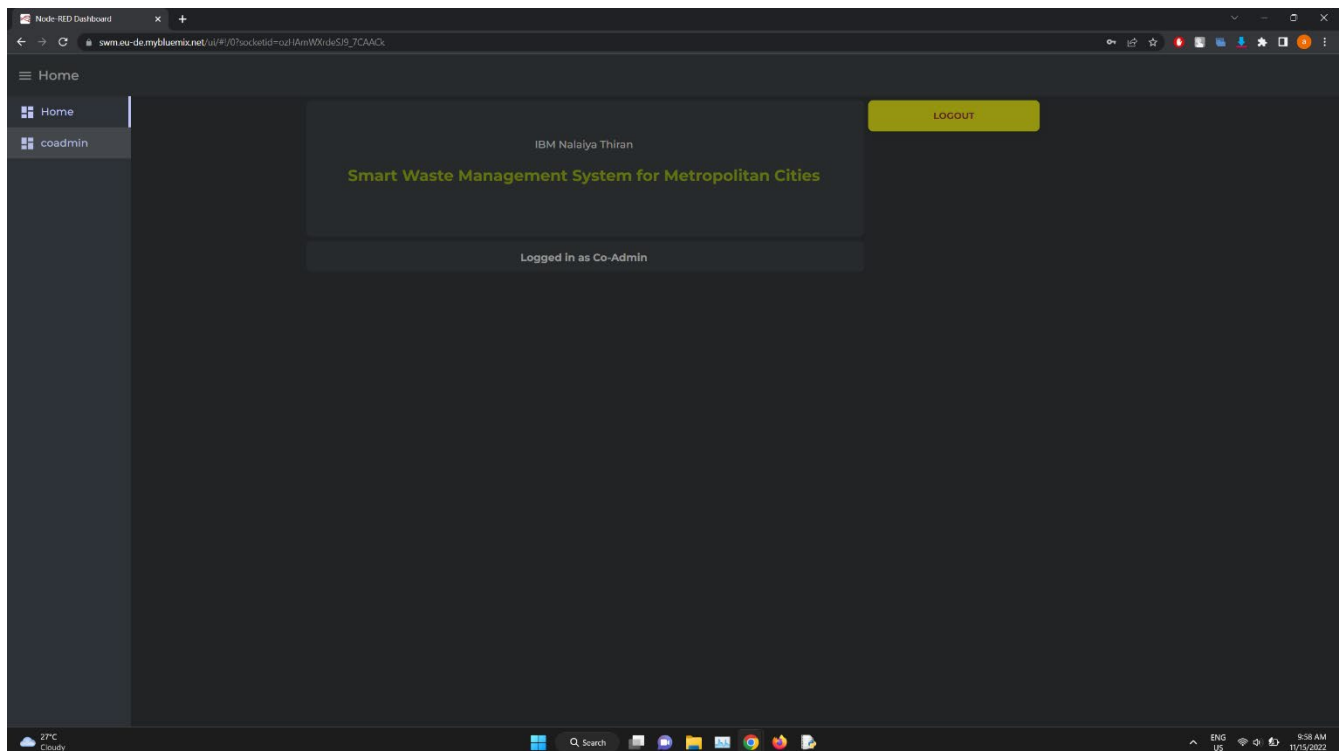 Node-RED Dashboard
swm.eu-de.mybluemix.net/ui/#!/0?socketid=
Home
Home
coadmin
IBM Nalaiya Thiran
Smart Waste Management System for Metropolitan Cities
Logged in as Co-Admin
LOGOUT
27°C
Cloudy
Search
ENG
US
9:58 AM
11/15/2022